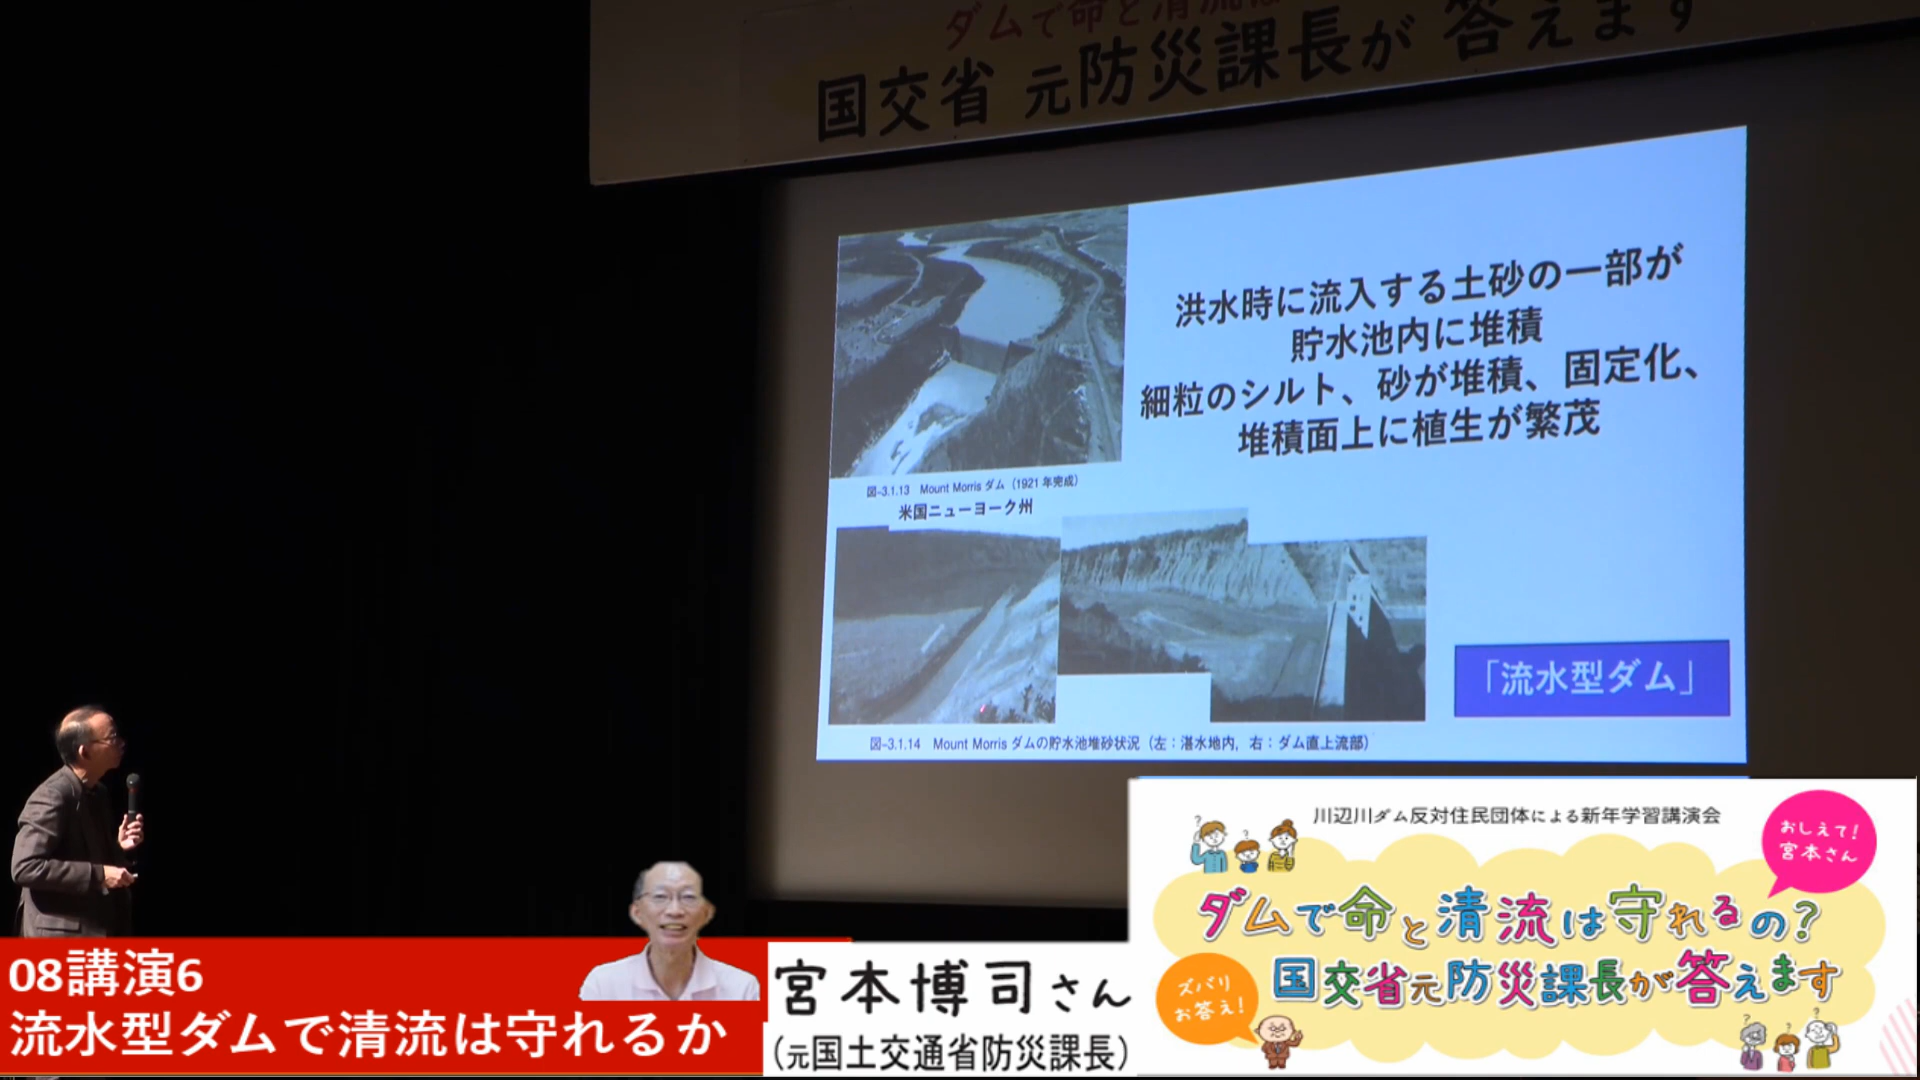 ダムで命と清流は
国交省 元防災課長が 答えます
洪水時に流入する土砂の一部が
貯水池内に堆積
細粒のシルト、砂が堆積、固定化、
堆積面上に植生が繁茂
図-3.1.13 Mount Morris ダム（1921年完成）
米国ニューヨーク州
「流水型ダム」
図-3.1.14 Mount Morris ダムの貯水池堆砂状況（左：湛水地内，右：ダム直上流部）
川辺川ダム反対住民団体による新年学習講演会
おしえて！
宮本さん
ダムで命と清流は守れるの？
国交省元防災課長が答えます
ズバリ
お答え！
08講演6
流水型ダムで清流は守れるか
宮本博司さん
（元国土交通省防災課長）